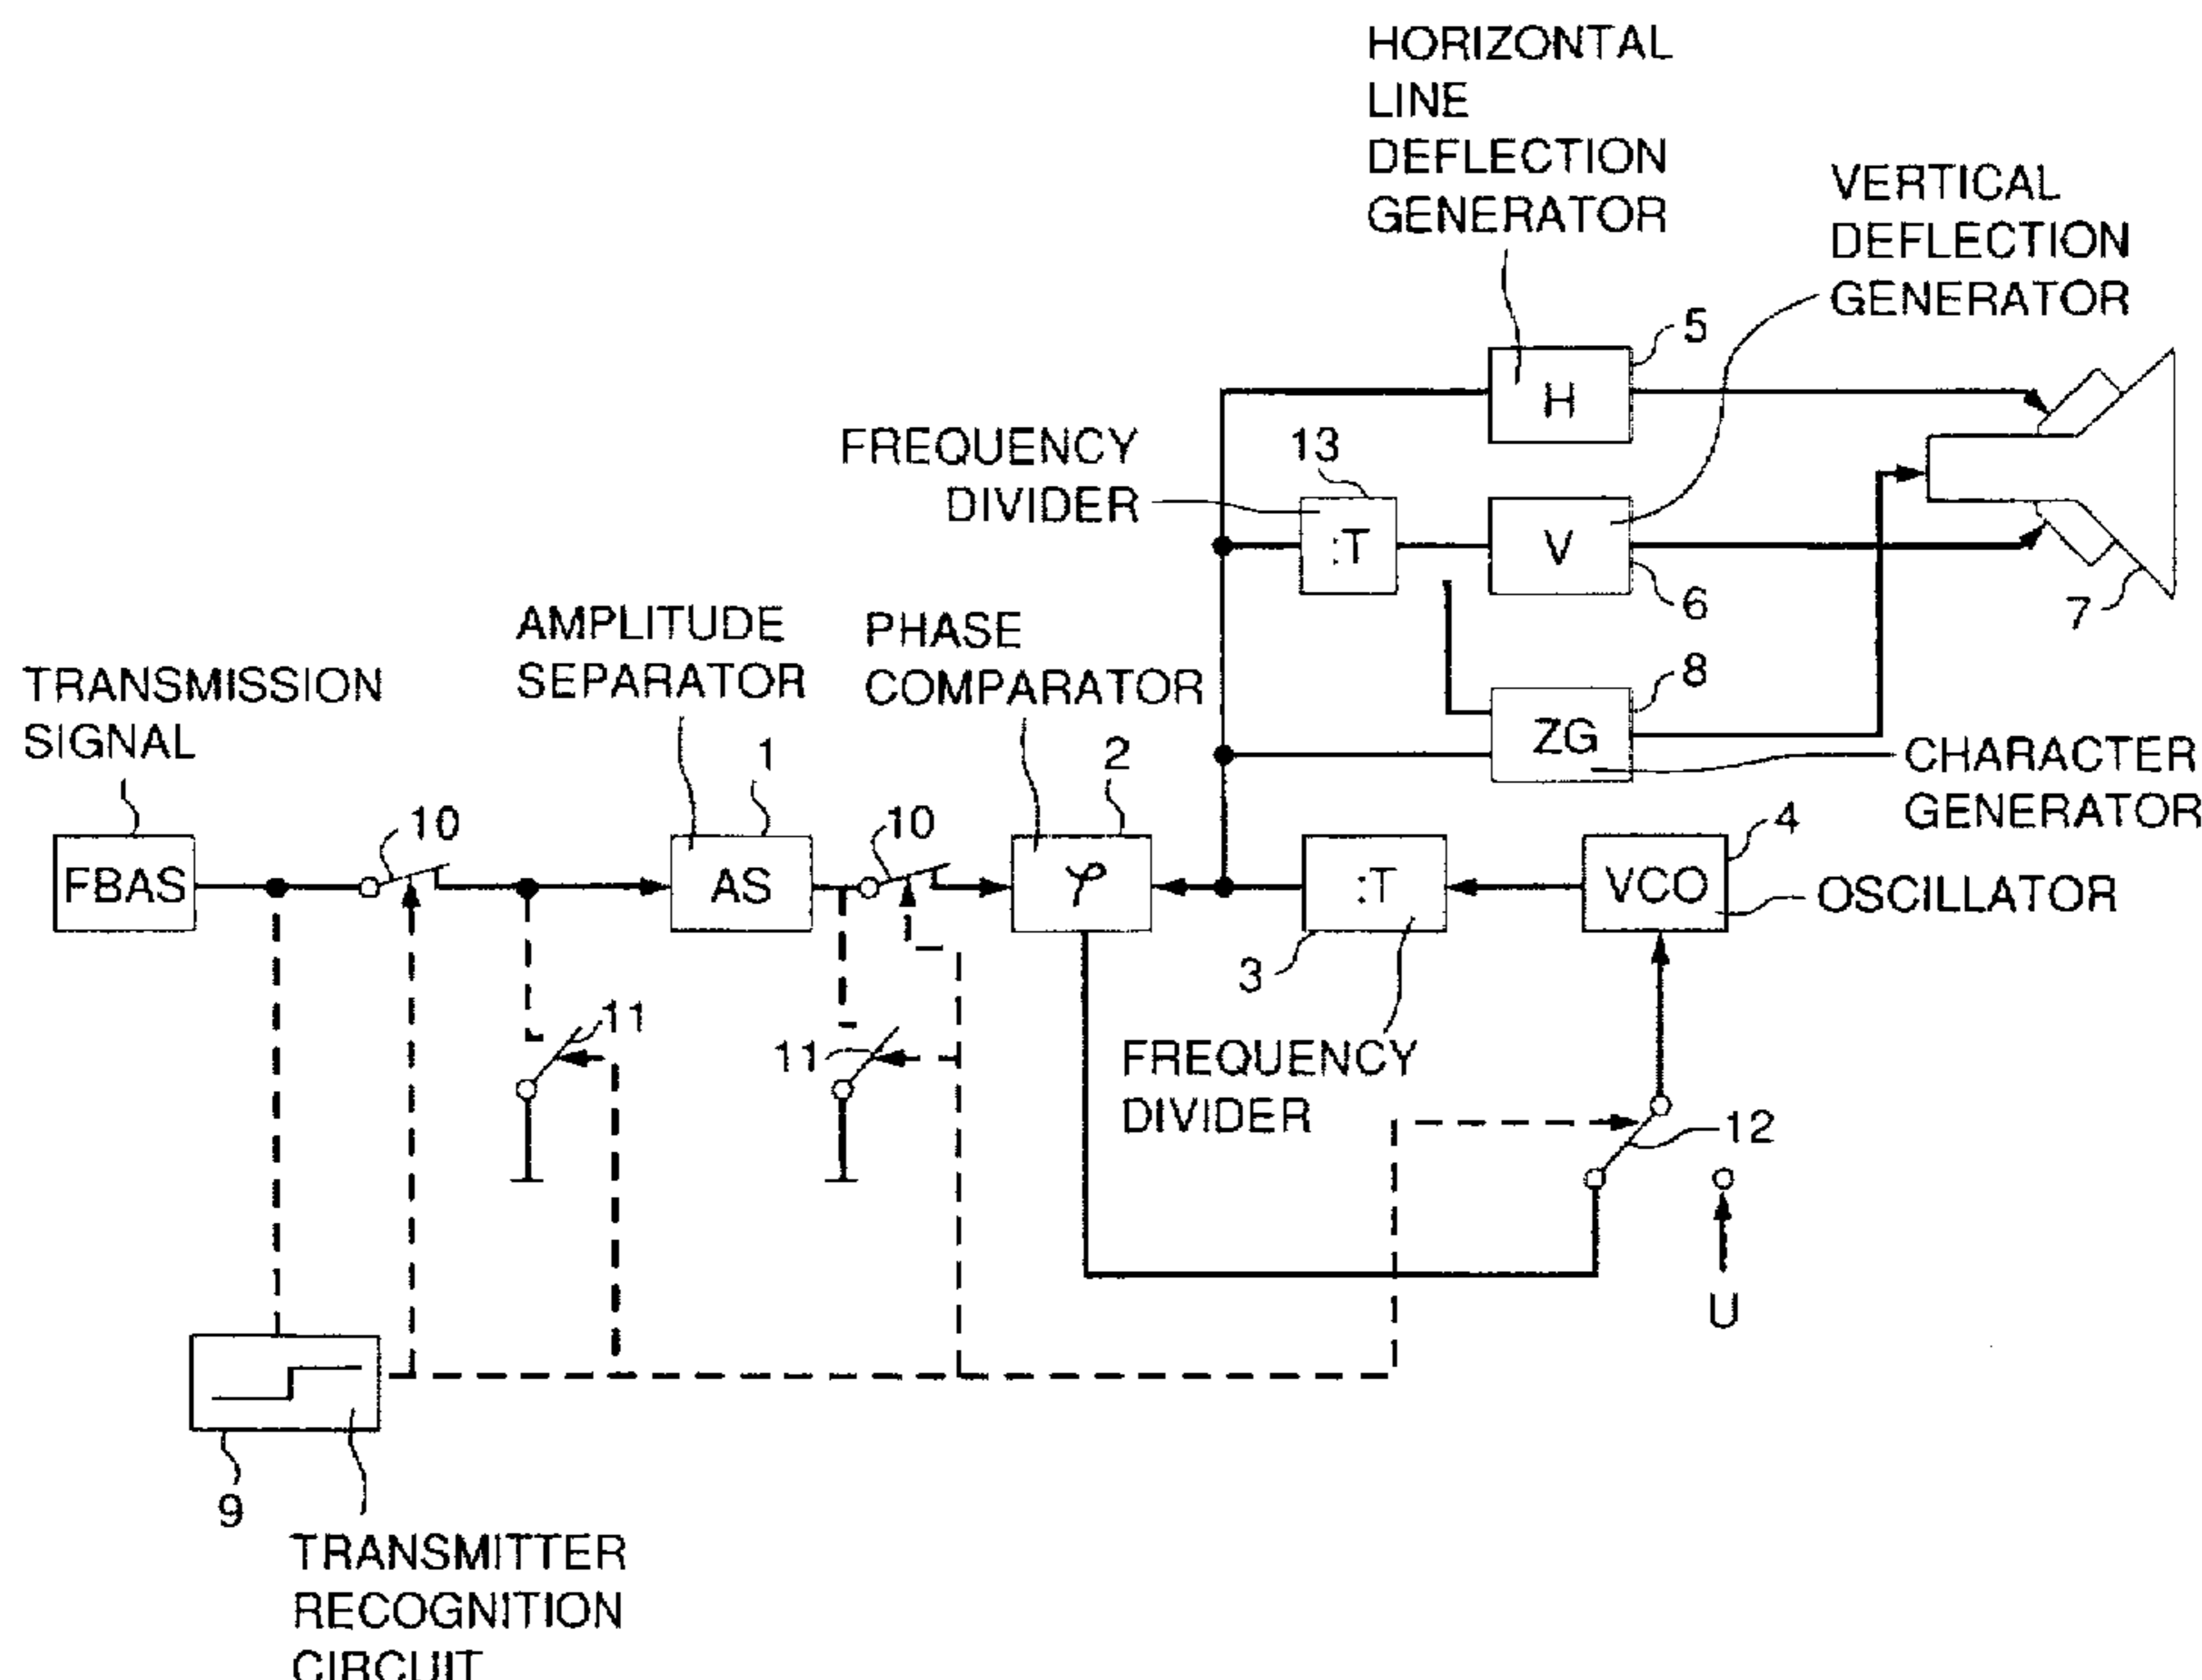 HORIZONTAL
LINE
DEFLECTION
GENERATOR
VERTICAL
DEFLECTION
GENERATOR
5
H
FREQUENCY
DIVIDER
13
:T
V
6
7
AMPLITUDE
SEPARATOR
PHASE
COMPARATOR
TRANSMISSION
SIGNAL
8
ZG
CHARACTER
GENERATOR
1
2
10
10
4
FBAS
AS
φ
:T
VCO
OSCILLATOR
3
11
11
FREQUENCY
DIVIDER
12
U
9
TRANSMITTER
RECOGNITION
CIRCUIT